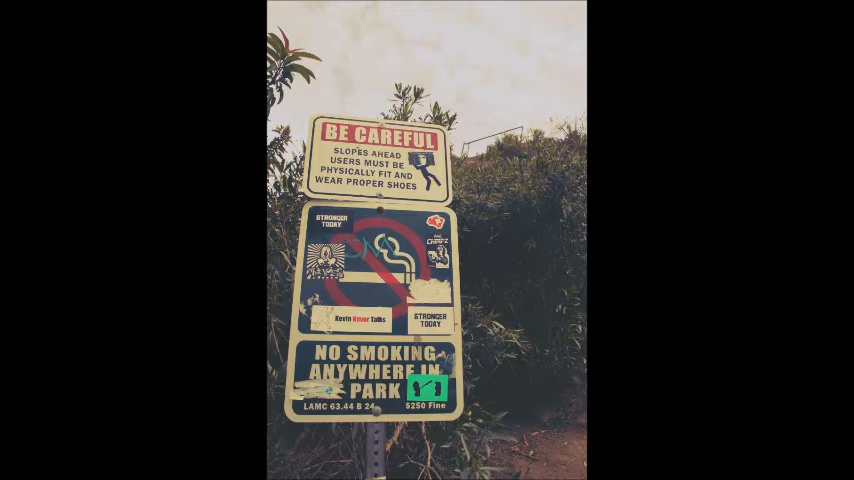 BE CAREFUL
SLOPES AHEAD
USERS MUST BE
PHYSICALLY FIT AND
WEAR PROPER SHOES
STRONGER
TODAY
Kevin Never Talks
STRONGER
TODAY
NO SMOKING
ANYWHERE IN
PARK
LAMC 63.44 B 24
$250 Fine